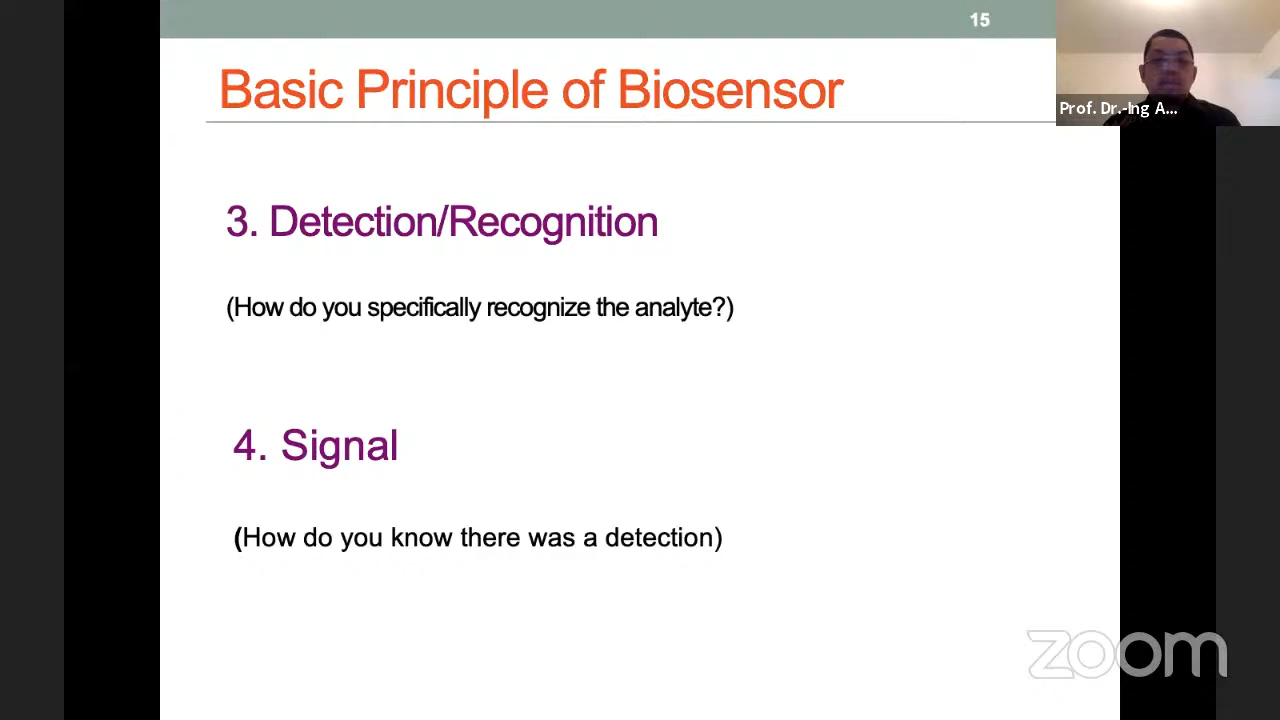 15
Prof. Dr.-Ing A...
Basic Principle of Biosensor
3. Detection/Recognition
(How do you specifically recognize the analyte?)
4. Signal
(How do you know there was a detection)
zoom